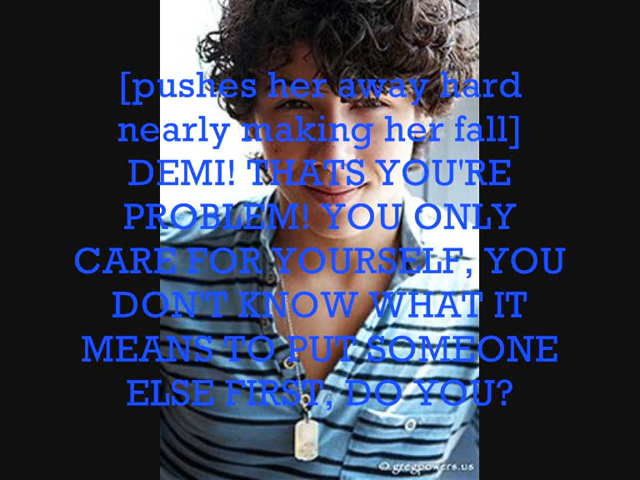 [pushes her away hard
nearly making her fall]
DEMI! THATS YOU'RE
PROBLEM! YOU ONLY
CARE FOR YOURSELF, YOU
DON'T KNOW WHAT IT
MEANS TO PUT SOMEONE
ELSE FIRST, DO YOU?
© gregpowers.us